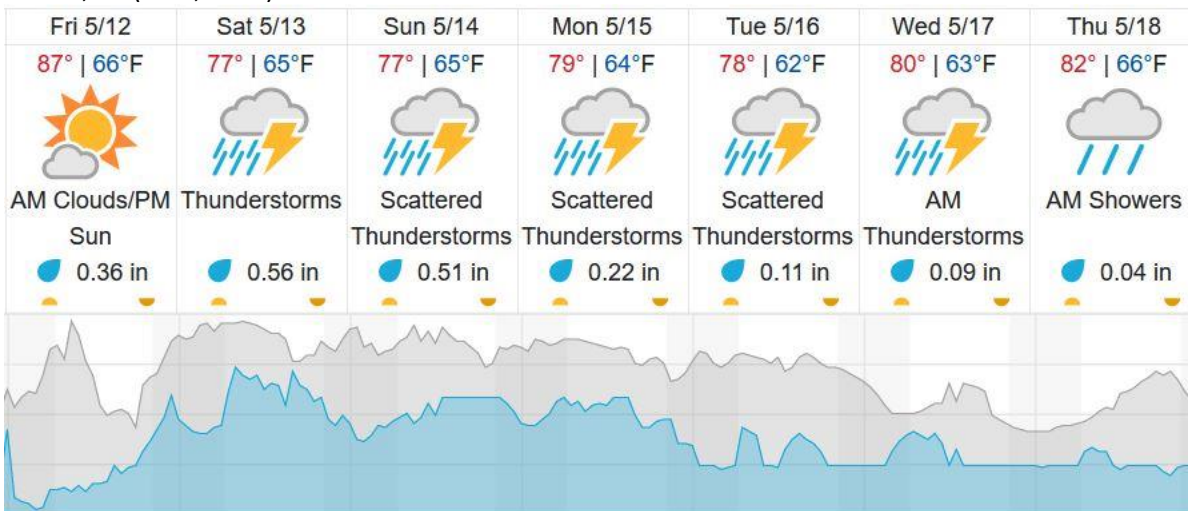 Fri 5/12 Sat 5/13 Sun 5/14 Mon 5/15 Tue 5/16 Wed 5/17 Thu 5/18
87° | 66°F 77° | 65°F 77° | 65°F 79° | 64°F 78° | 62°F 80° | 63°F 82° | 66°F
AM Clouds/PM Thunderstorms Scattered Scattered Scattered AM AM Showers
Sun Thunderstorms Thunderstorms Thunderstorms Thunderstorms
0.36 in 0.56 in 0.51 in 0.22 in 0.11 in 0.09 in 0.04 in